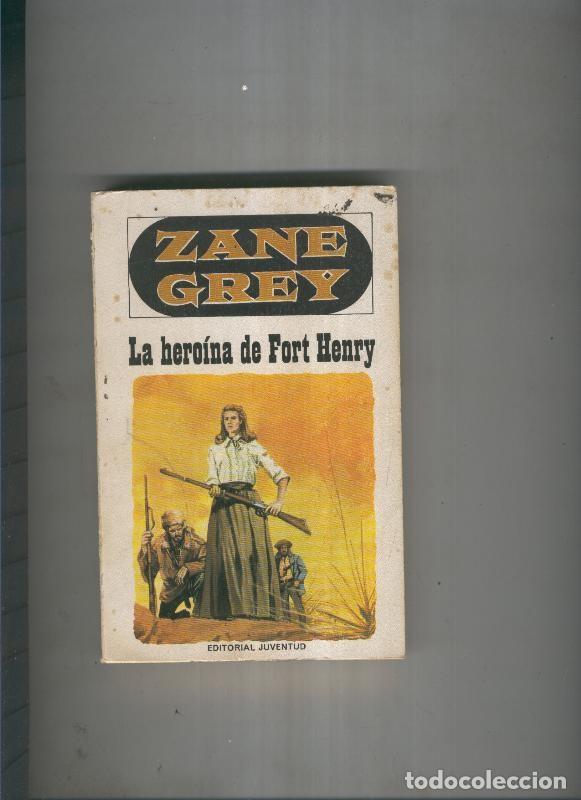 ZANE
GREY
La heroína de Fort Henry
EDITORIAL JUVENTUD
todocoleccion